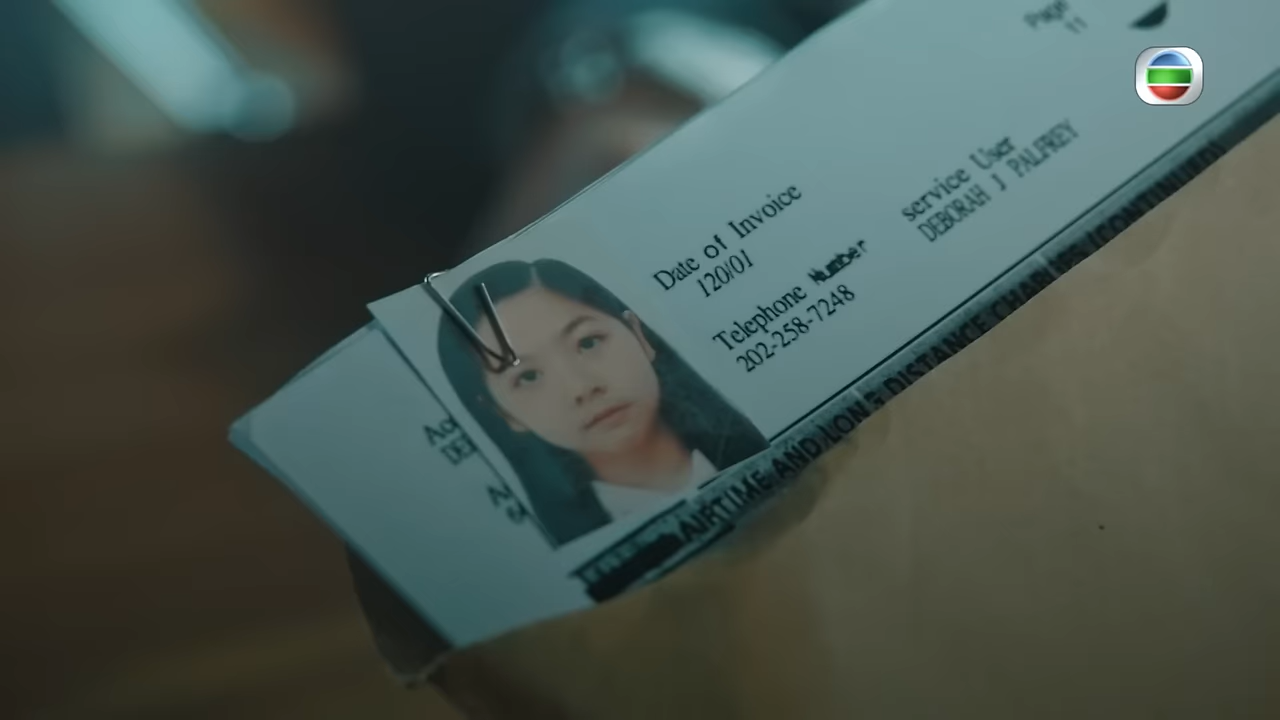 Page
11
Date of Invoice
120/01
Telephone Number
202-258-7248
service User
DEBORAH J PALFREY
AIRTIME AND LONG DISTANCE CHARGES (CONTINUED)